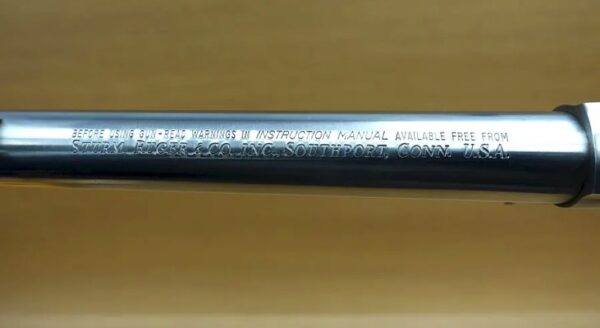 BEFORE USING GUN-READ WARNINGS IN INSTRUCTION MANUAL AVAILABLE FREE FROM
STURM, RUGER & CO. INC. SOUTHPORT, CONN. U.S.A.